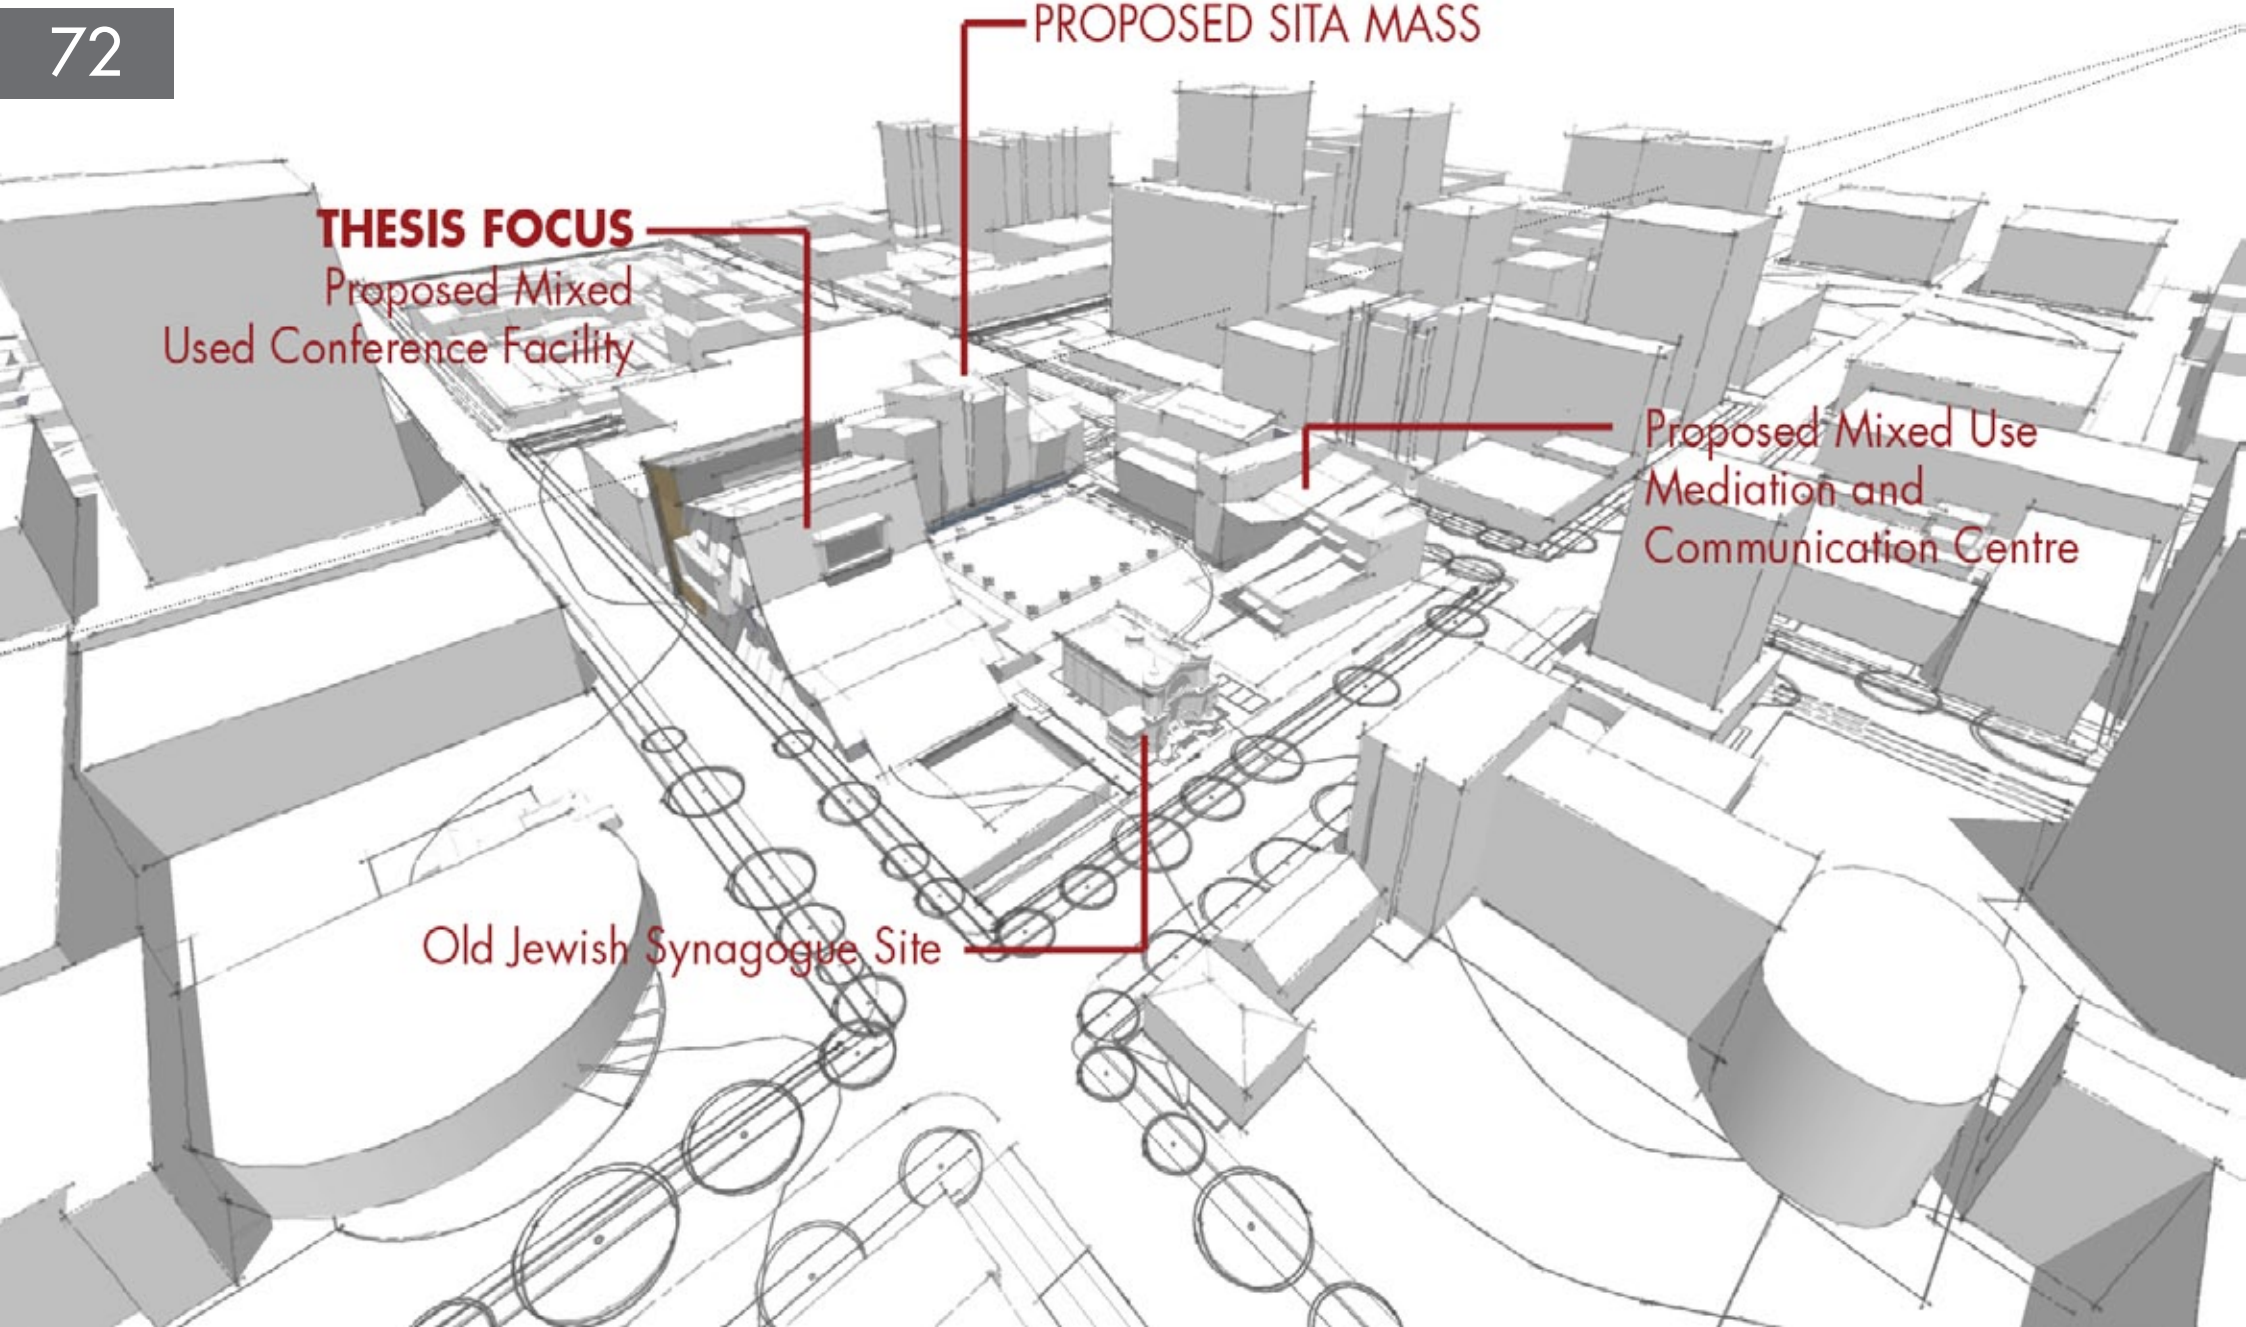 72
PROPOSED SITA MASS
THESIS FOCUS
Proposed Mixed
Used Conference Facility
Proposed Mixed Use
Mediation and
Communication Centre
Old Jewish Synagogue Site